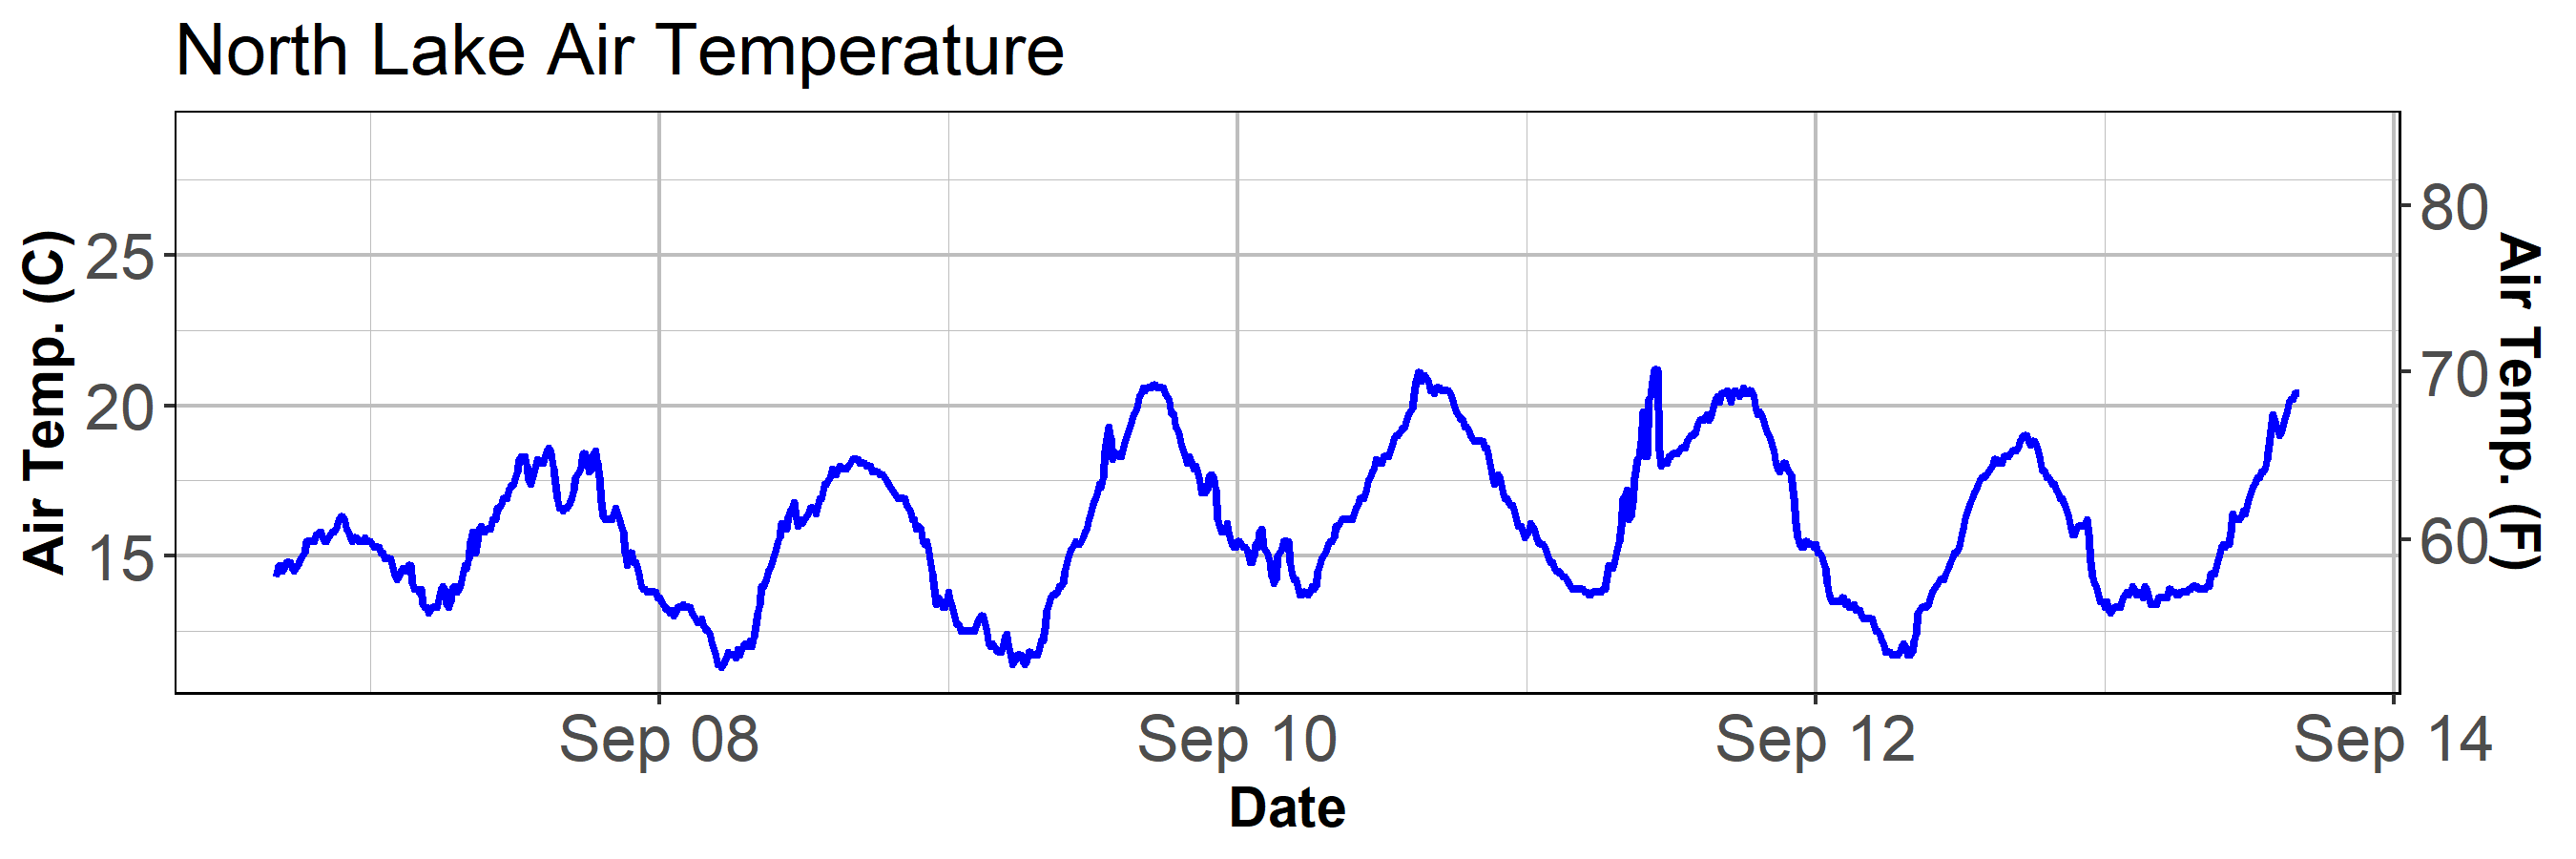 North Lake Air Temperature
Air Temp. (C)
25
20
15
80
70
60
Air Temp. (F)
Sep 08
Sep 10
Sep 12
Sep 14
Date